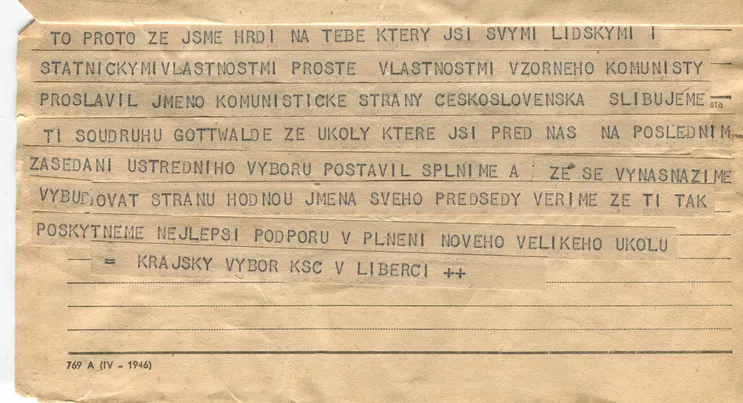 TO PROTO ZE JSME HRDI NA TEBE KTERY JSI SVYMI LIDSKYMI I
STATNICKYMIVLASTNOSTMI PROSTE VLASTNOSTMI VZORNEHO KOMUNISTY
PROSLAVIL JMENO KOMUNISTICKE STRANY CESKOSLOVENSKA SLIBUJEME sta
TI SOUDRUHU GOTTWALDE ZE UKOLY KTERE JSI PRED NAS NA POSLEDNIM
ZASEDANI USTREDNIHO VYBORU POSTAVIL SPLNIME A ZE SE VYNASNAZIME
VYBUDOVAT STRANU HODNOU JMENA SVEHO PREDSEDY VERIME ZE TI TAK
POSKYTNEME NEJLEPSI PODPORU V PLNENI NOVEHO VELIKEHO UKOLU
= KRAJSKY VYBOR KSC V LIBERCI ++
769 A (IV - 1946)